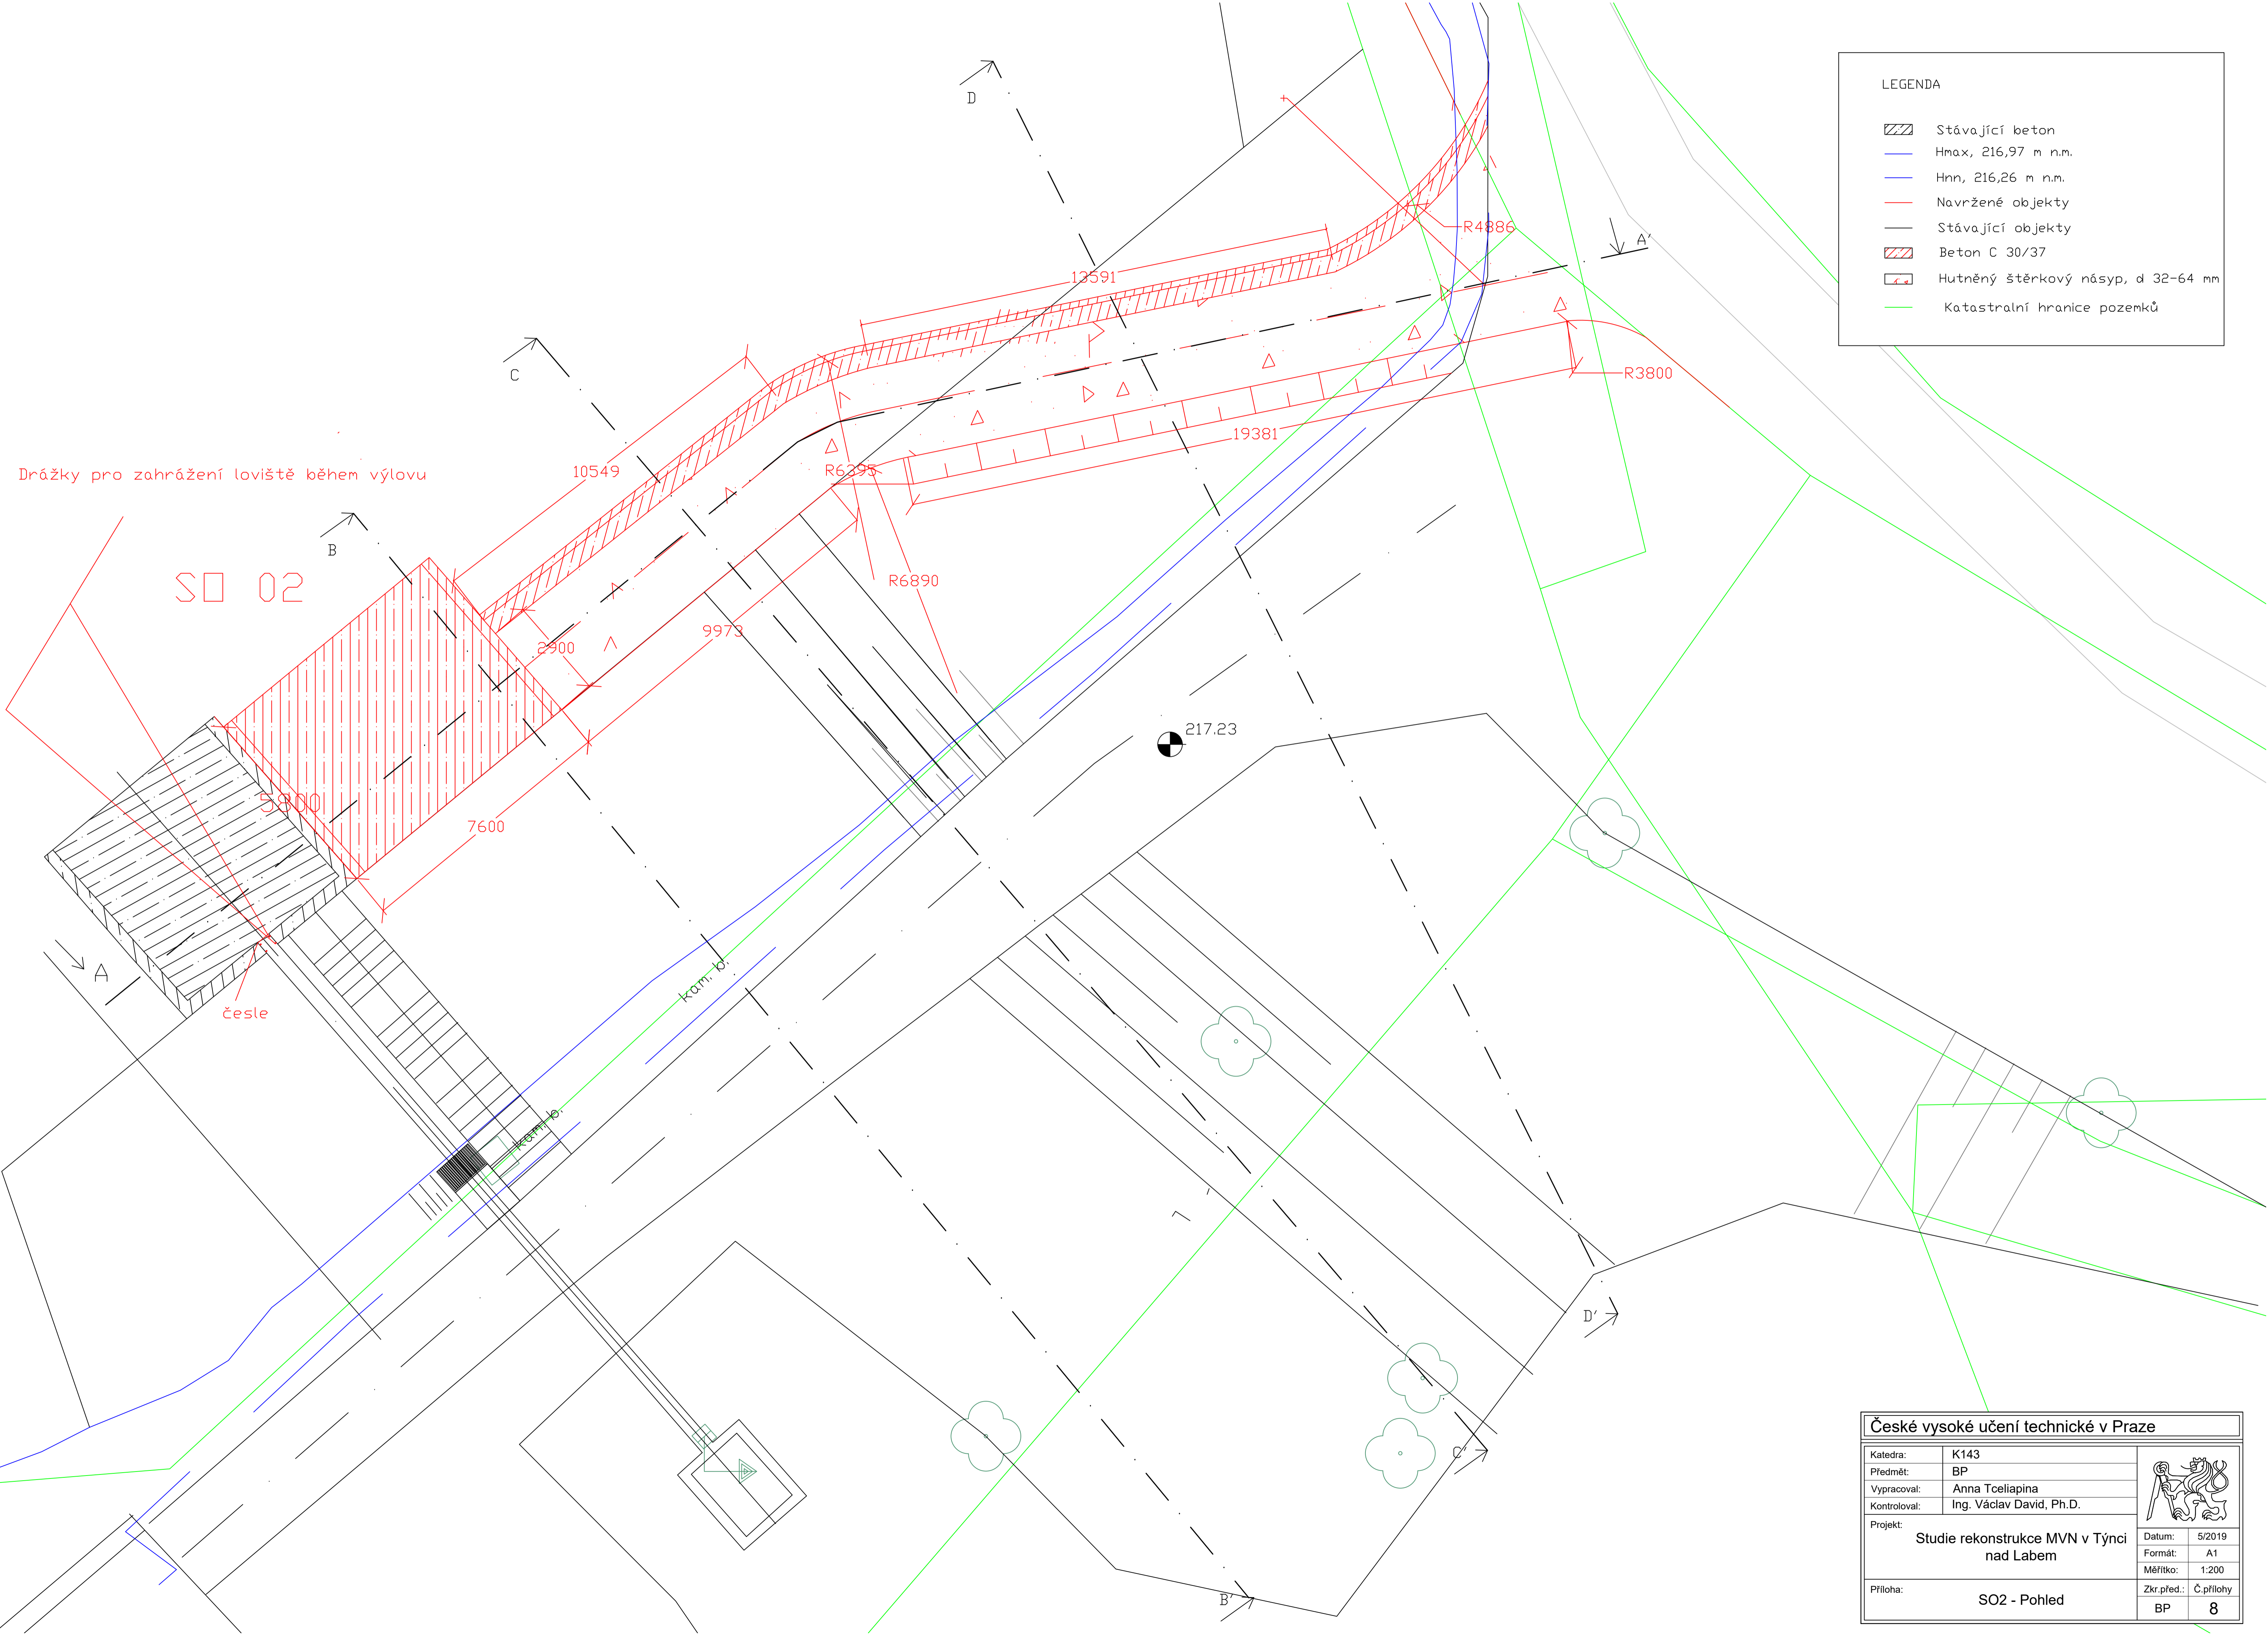 D
LEGENDA
Stávající beton
Hmax, 216,97 m n.m.
Hnn, 216,26 m n.m.
Navržené objekty
Stávající objekty
Beton C 30/37
Hutněný štěrkový násyp, d 32-64 mm
Katastralní hranice pozemků
R4886
A'
13591
C
R3800
19381
10549
R6295
Drážky pro zahrážení loviště během výlovu
B
SO 02
R6890
9973
2900
217.23
5800
7600
kam. b.
A
česle
kam. b.
D'
C'
B'
České vysoké učení technické v Praze
Katedra: K143
Předmět: BP
Vypracoval: Anna Tceliapina
Kontroloval: Ing. Václav David, Ph.D.
Projekt:
Studie rekonstrukce MVN v Týnci
nad Labem
Datum: 5/2019
Formát: A1
Měřítko: 1:200
Příloha:
SO2 - Pohled
Zkr.před.: Č.přílohy
BP 8